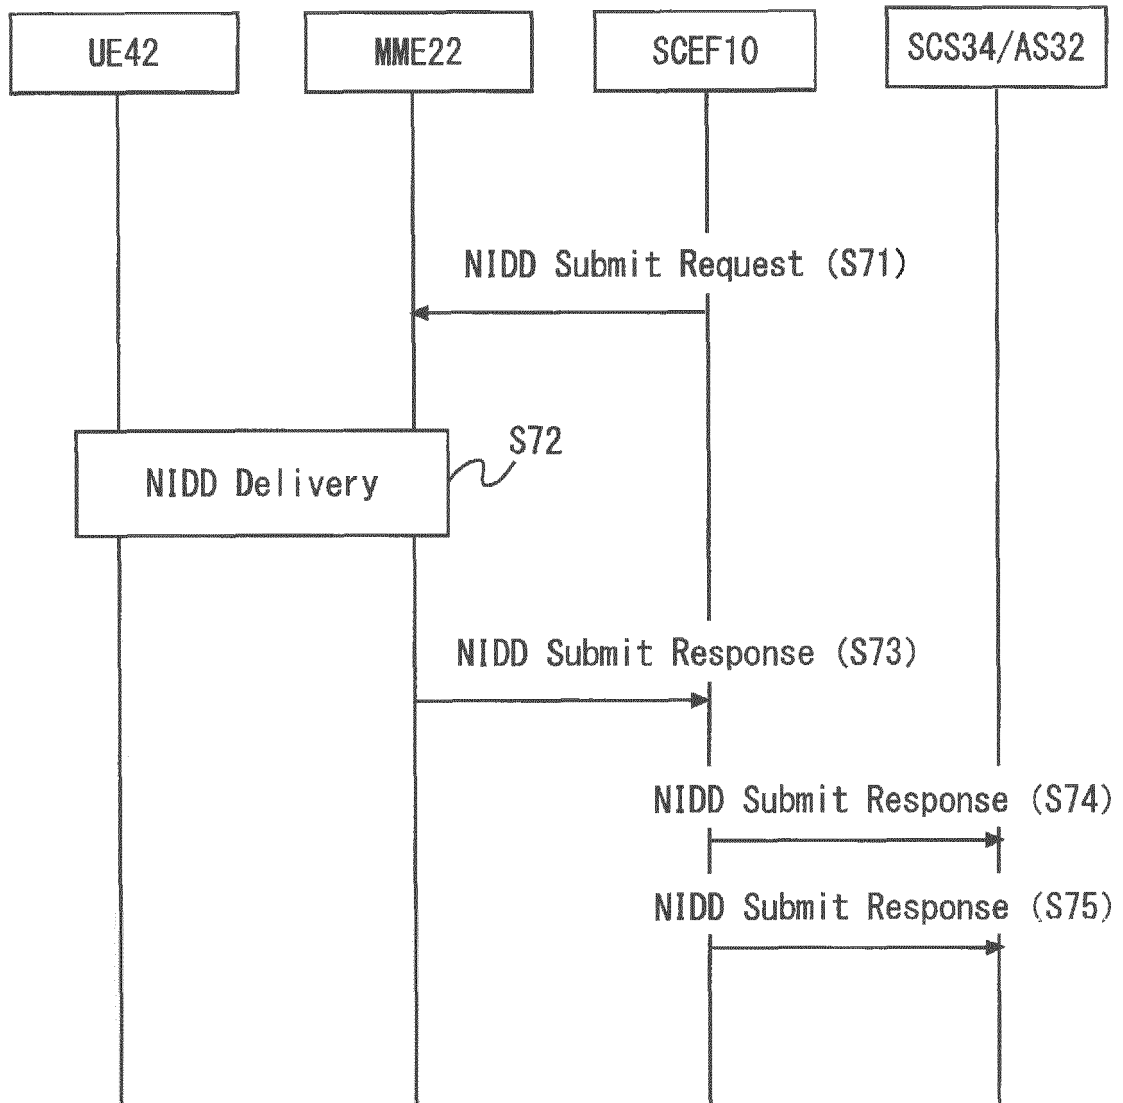 UE42
MME22
SCEF10
SCS34/AS32
NIDD Submit Request (S71)
S72
NIDD Delivery
NIDD Submit Response (S73)
NIDD Submit Response (S74)
NIDD Submit Response (S75)